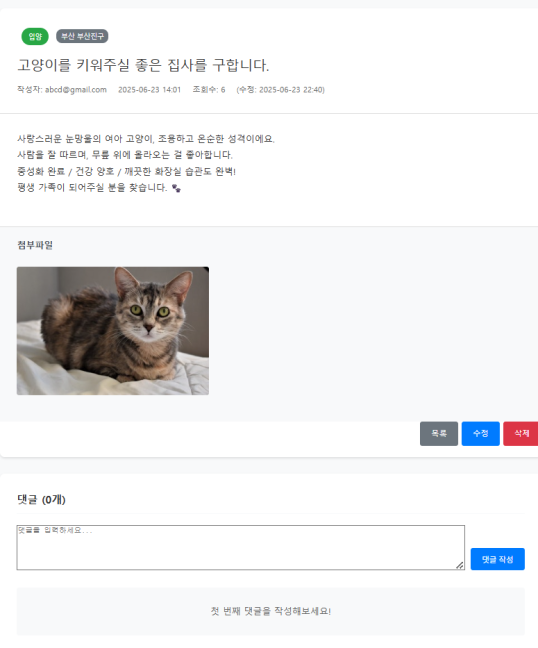 입양 부산 부산진구
고양이를 키워주실 좋은 집사를 구합니다.
작성자: abcd@gmail.com 2025-06-23 14:01 조회수: 6 (수정: 2025-06-23 22:40)
사랑스러운 눈망울의 여아 고양이, 조용하고 온순한 성격이에요.
사람을 잘 따르며, 무릎 위에 올라오는 걸 좋아합니다.
중성화 완료 / 건강 양호 / 깨끗한 화장실 습관도 완벽!
평생 가족이 되어주실 분을 찾습니다. 🐾
첨부파일
목록 수정 삭제
댓글 (0개)
댓글을 입력하세요...
댓글 작성
첫 번째 댓글을 작성해보세요!